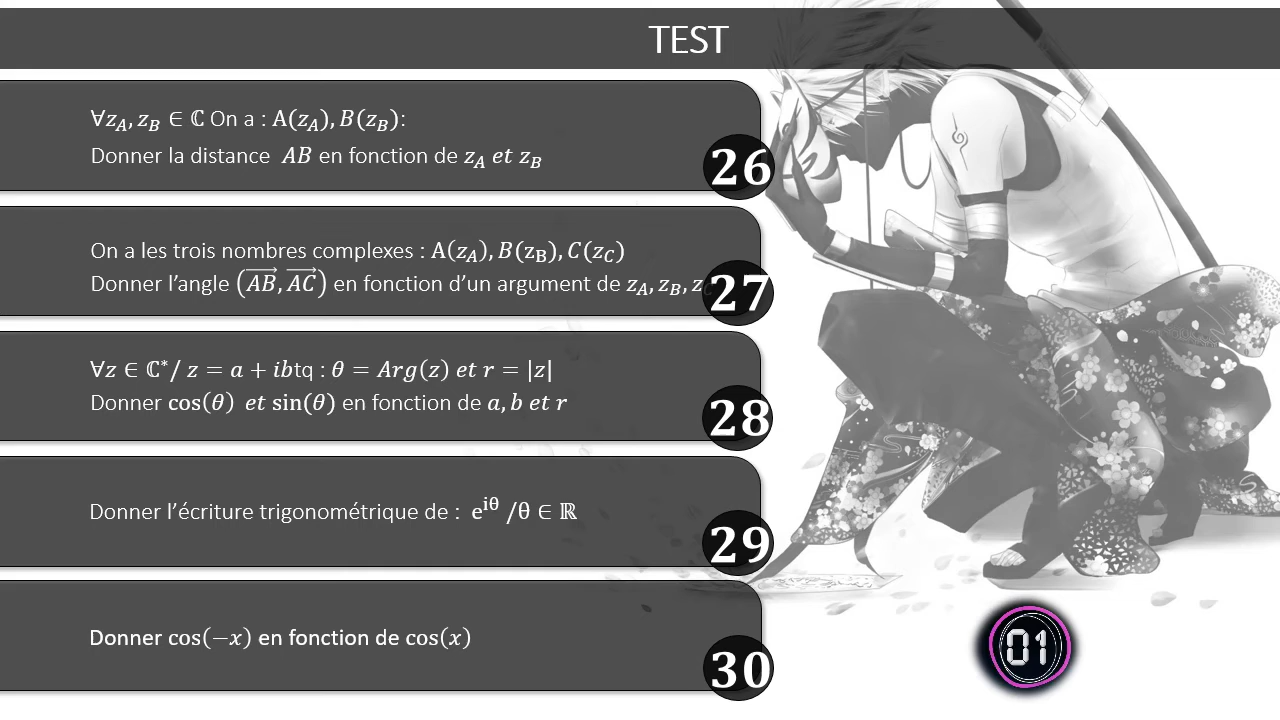 TEST
∀z_A, z_B ∈ ℂ On a : A(z_A), B(z_B):
Donner la distance AB en fonction de z_A et z_B
26
On a les trois nombres complexes : A(z_A), B(z_B), C(z_C)
Donner l'angle (\overrightarrow{AB}, \overrightarrow{AC}) en fonction d'un argument de z_A, z_B, z_C
27
∀z ∈ ℂ*/ z = a + ibtq : θ = Arg(z) et r = |z|
Donner cos(θ) et sin(θ) en fonction de a, b et r
28
Donner l'écriture trigonométrique de : e^{iθ} /θ ∈ ℝ
29
Donner cos(−x) en fonction de cos(x)
30
01